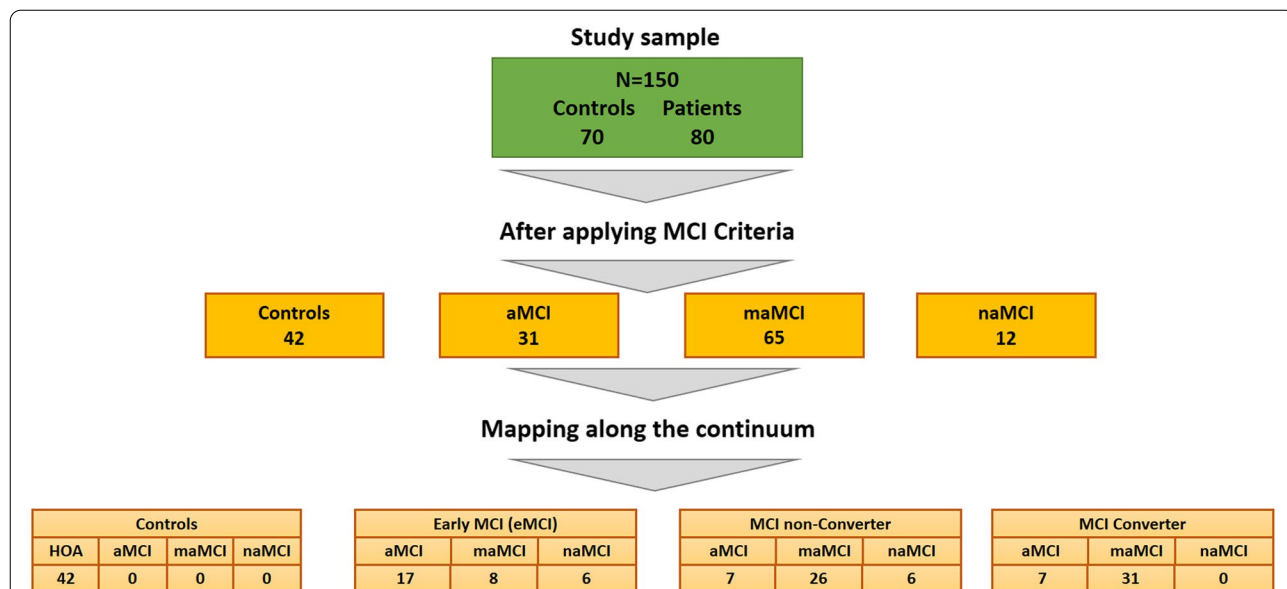 Study sample
N=150
Controls Patients
70 80
After applying MCI Criteria
Controls
42
aMCI
31
maMCI
65
naMCI
12
Mapping along the continuum
Controls
HOA aMCI maMCI naMCI
42 0 0 0
Early MCI (eMCI)
aMCI maMCI naMCI
17 8 6
MCI non-Converter
aMCI maMCI naMCI
7 26 6
MCI Converter
aMCI maMCI naMCI
7 31 0